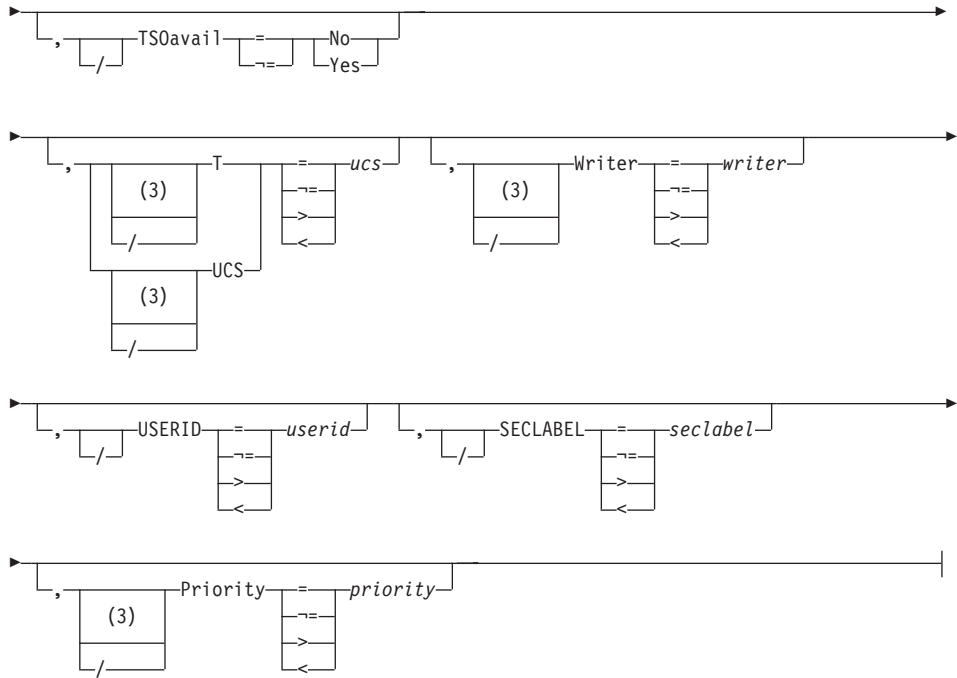 , / TSOavail = ¬= No Yes
, (3) / T = ¬= > < ucs , (3) / Writer = ¬= > < writer
(3) / UCS
, / USERID = ¬= > < userid , / SECLABEL = ¬= > < seclabel
, (3) / Priority = ¬= > < priority